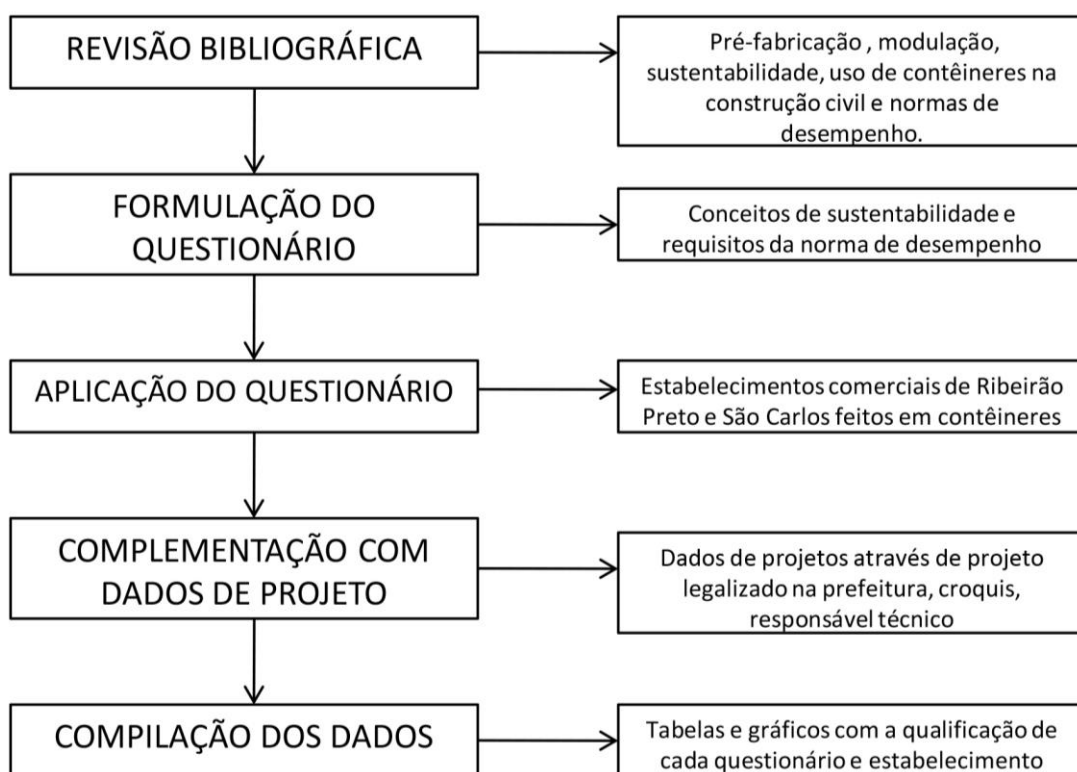 REVISÃO BIBLIOGRÁFICA
Pré-fabricação , modulação,
sustentabilidade, uso de contêineres na
construção civil e normas de
desempenho.
FORMULAÇÃO DO
QUESTIONÁRIO
Conceitos de sustentabilidade e
requisitos da norma de desempenho
APLICAÇÃO DO QUESTIONÁRIO
Estabelecimentos comerciais de Ribeirão
Preto e São Carlos feitos em contêineres
COMPLEMENTAÇÃO COM
DADOS DE PROJETO
Dados de projetos através de projeto
legalizado na prefeitura, croquis,
responsável técnico
COMPILAÇÃO DOS DADOS
Tabelas e gráficos com a qualificação de
cada questionário e estabelecimento